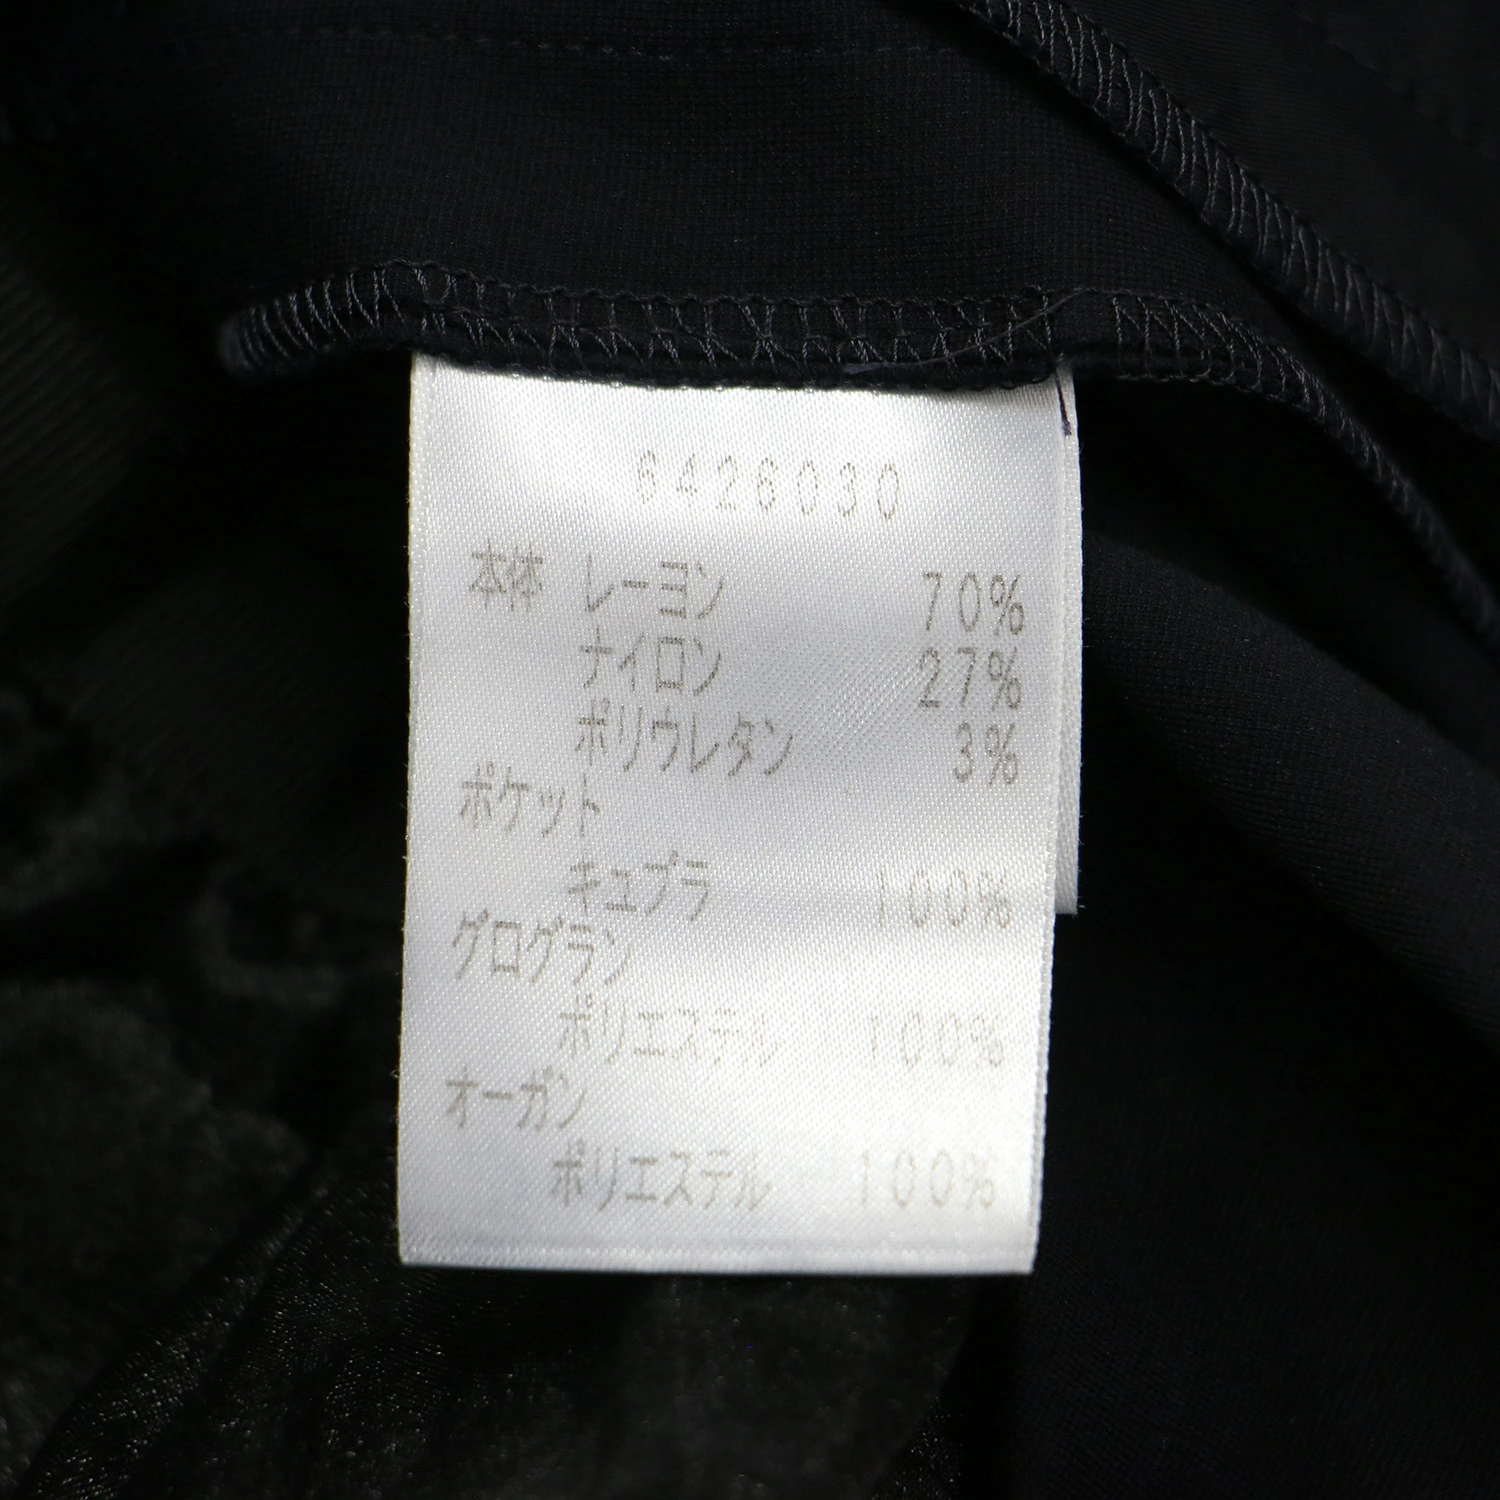 6426030
本体 レーヨン 70%
ナイロン 27%
ポリウレタン 3%
ポケット
キュプラ 100%
グログラン
ポリエステル 100%
オーガン
ポリエステル 100%